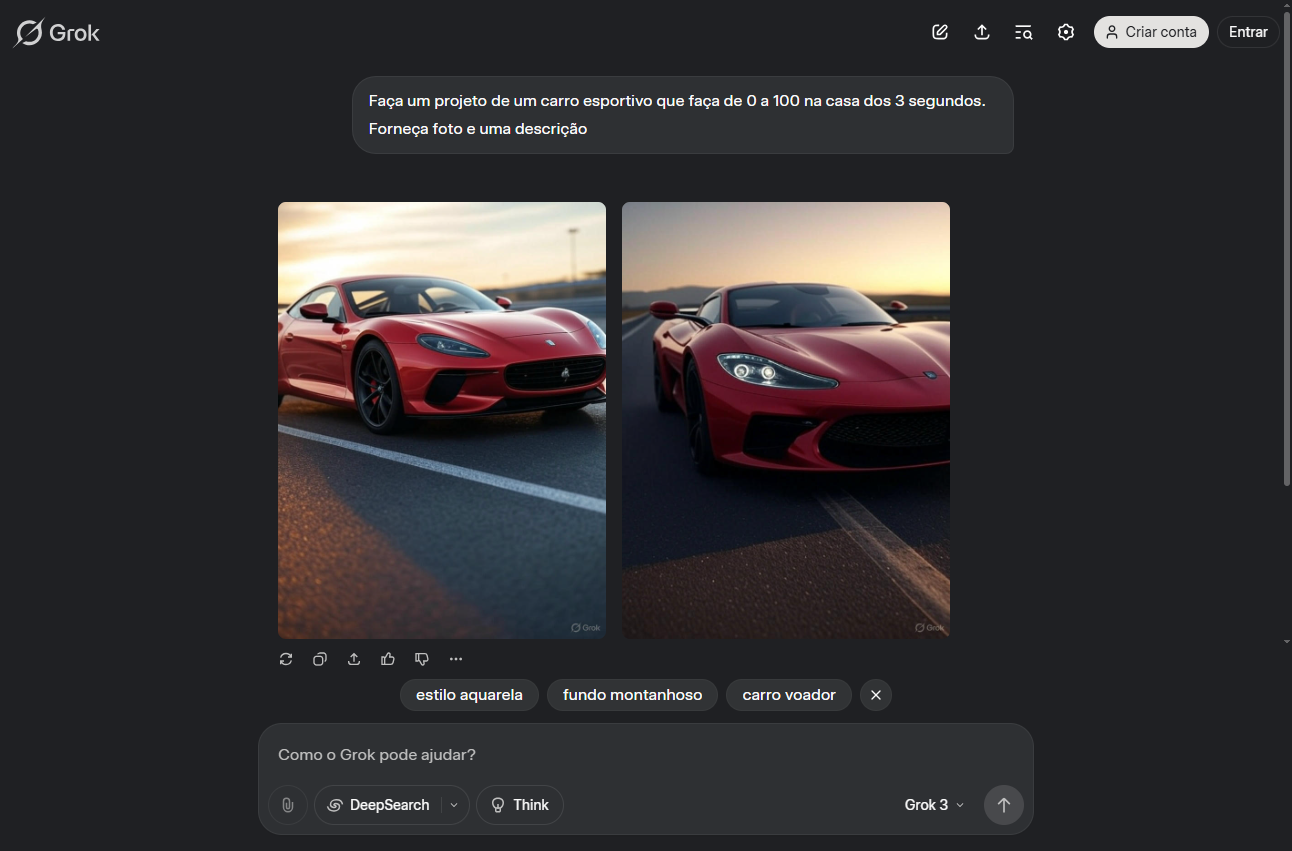 Grok
Criar conta
Entrar
Faça um projeto de um carro esportivo que faça de 0 a 100 na casa dos 3 segundos.
Forneça foto e uma descrição
Grok
Grok
estilo aquarela
fundo montanhoso
carro voador
Como o Grok pode ajudar?
DeepSearch
Think
Grok 3